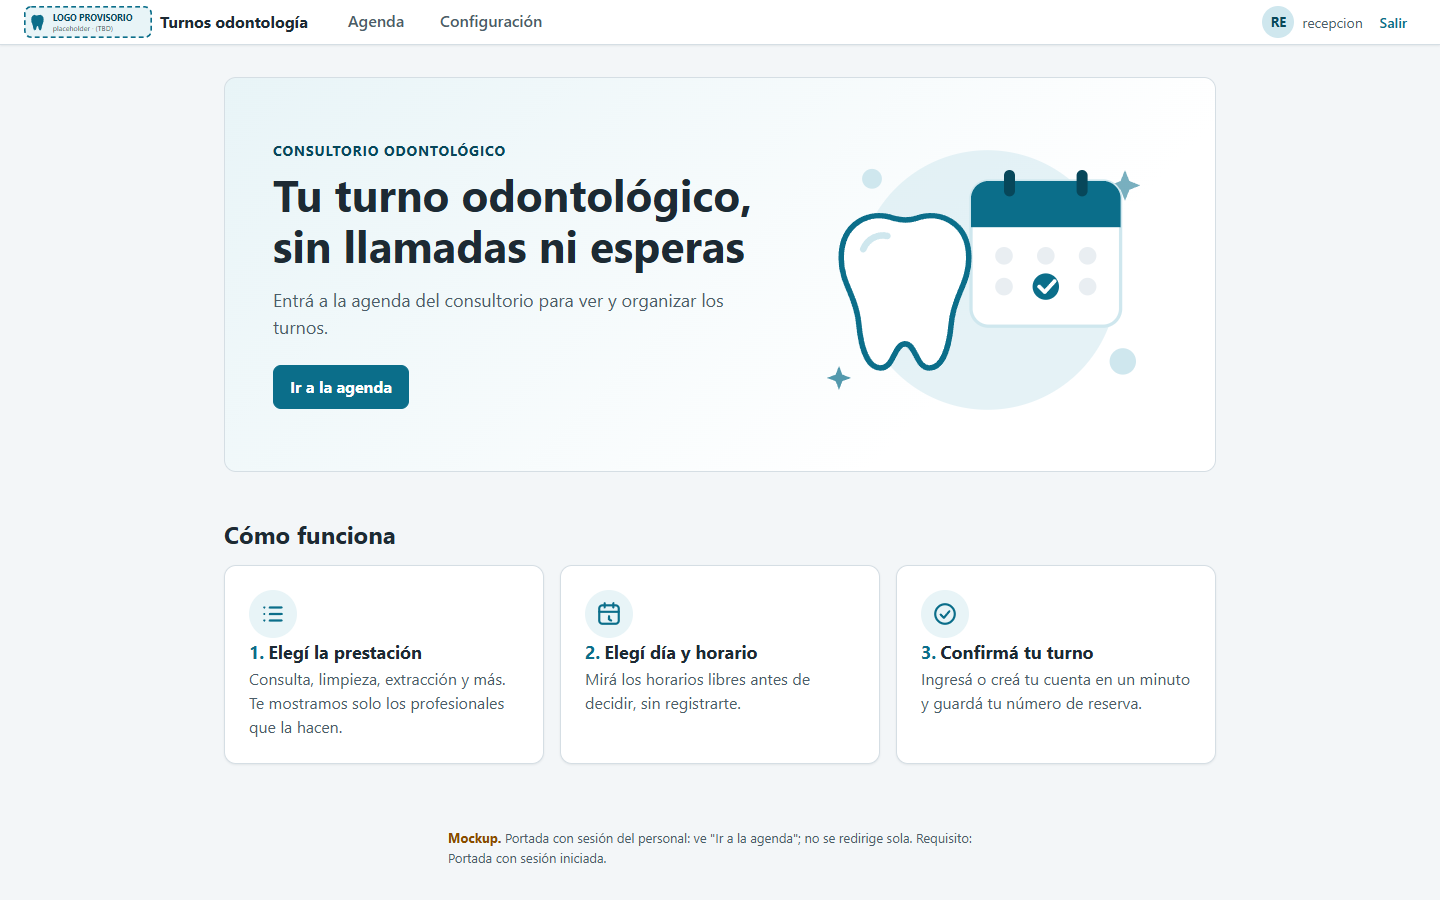 LOGO PROVISORIO
placeholder · (TBD)
Turnos odontología
Agenda
Configuración
RE
recepcion
Salir
CONSULTORIO ODONTOLÓGICO
Tu turno odontológico,
sin llamadas ni esperas
Entrá a la agenda del consultorio para ver y organizar los
turnos.
Ir a la agenda
Cómo funciona
1. Elegí la prestación
Consulta, limpieza, extracción y más.
Te mostramos solo los profesionales
que la hacen.
2. Elegí día y horario
Mirá los horarios libres antes de
decidir, sin registrarte.
3. Confirmá tu turno
Ingresá o creá tu cuenta en un minuto
y guardá tu número de reserva.
Mockup. Portada con sesión del personal: ve "Ir a la agenda"; no se redirige sola. Requisito:
Portada con sesión iniciada.